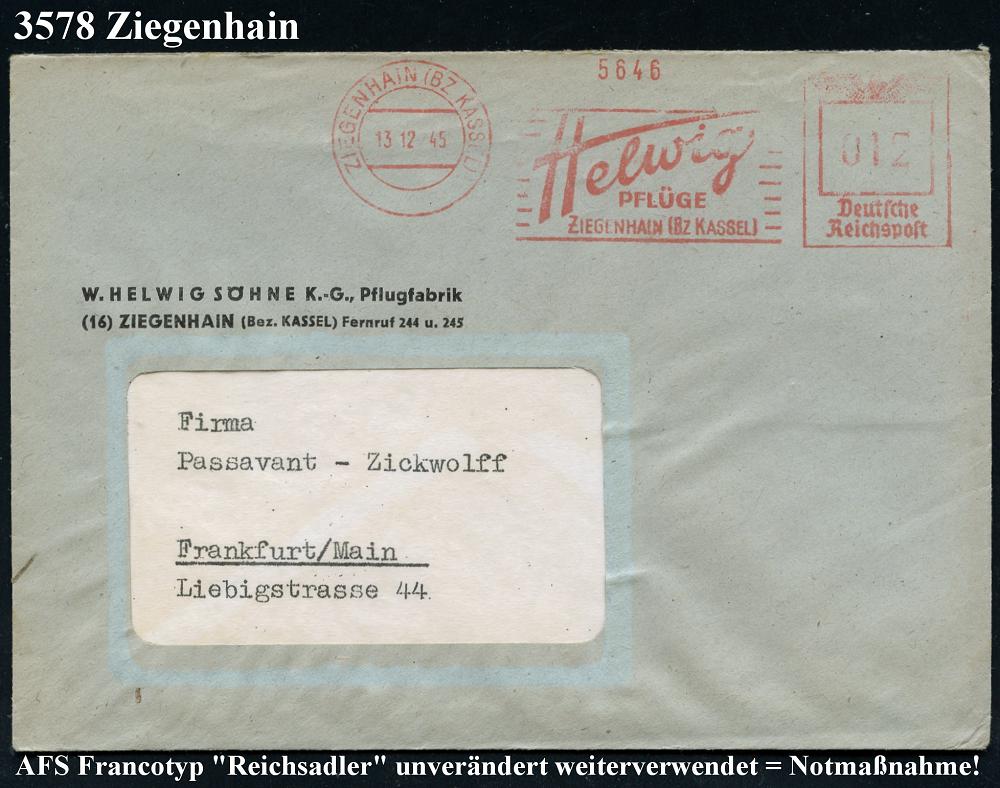 3578 Ziegenhain
ZIEGENHAIN (BZ KASSEL)
13 12 45
5646
Helwig
PFLÜGE
ZIEGENHAIN (BZ KASSEL)
012
Deutsche
Reichspost
W. HELWIG SÖHNE K.-G., Pflugfabrik
(16) ZIEGENHAIN (Bez. KASSEL) Fernruf 244 u. 245
Firma
Passavant - Zickwolff
Frankfurt/Main
Liebigstrasse 44.
AFS Francotyp "Reichsadler" unverändert weiterverwendet = Notmaßnahme!